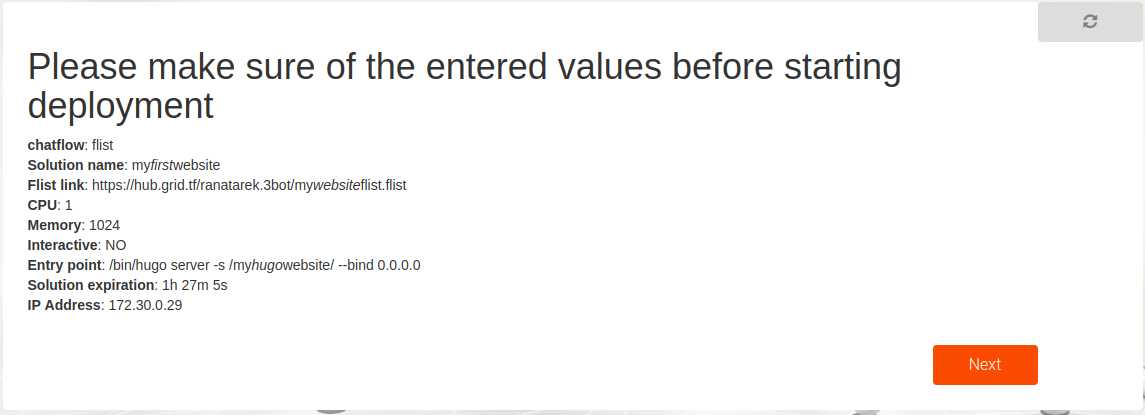 Please make sure of the entered values before starting
deployment
chatflow: flist
Solution name: myfirstwebsite
Flist link: https://hub.grid.tf/ranatarek.3bot/mywebsiteflist.flist
CPU: 1
Memory: 1024
Interactive: NO
Entry point: /bin/hugo server -s /myhugowebsite/ --bind 0.0.0.0
Solution expiration: 1h 27m 5s
IP Address: 172.30.0.29
Next